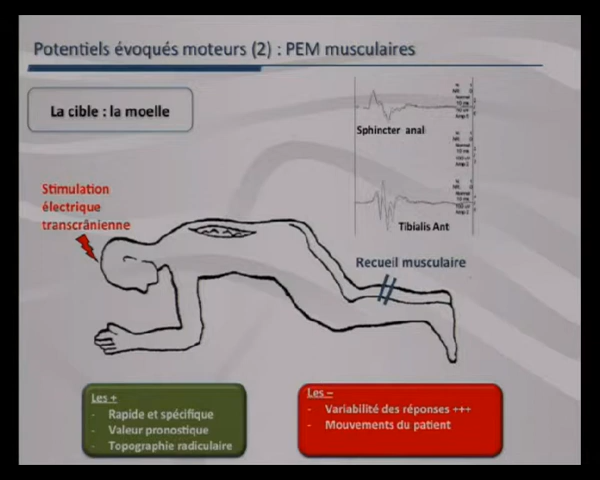 Potentiels évoqués moteurs (2) : PEM musculaires
La cible : la moelle
Sphincter anal
Tibialis Ant
Stimulation
électrique
transcrânienne
Recueil musculaire
Les +
- Rapide et spécifique
- Valeur pronostique
- Topographie radiculaire
Les –
- Variabilité des réponses +++
- Mouvements du patient